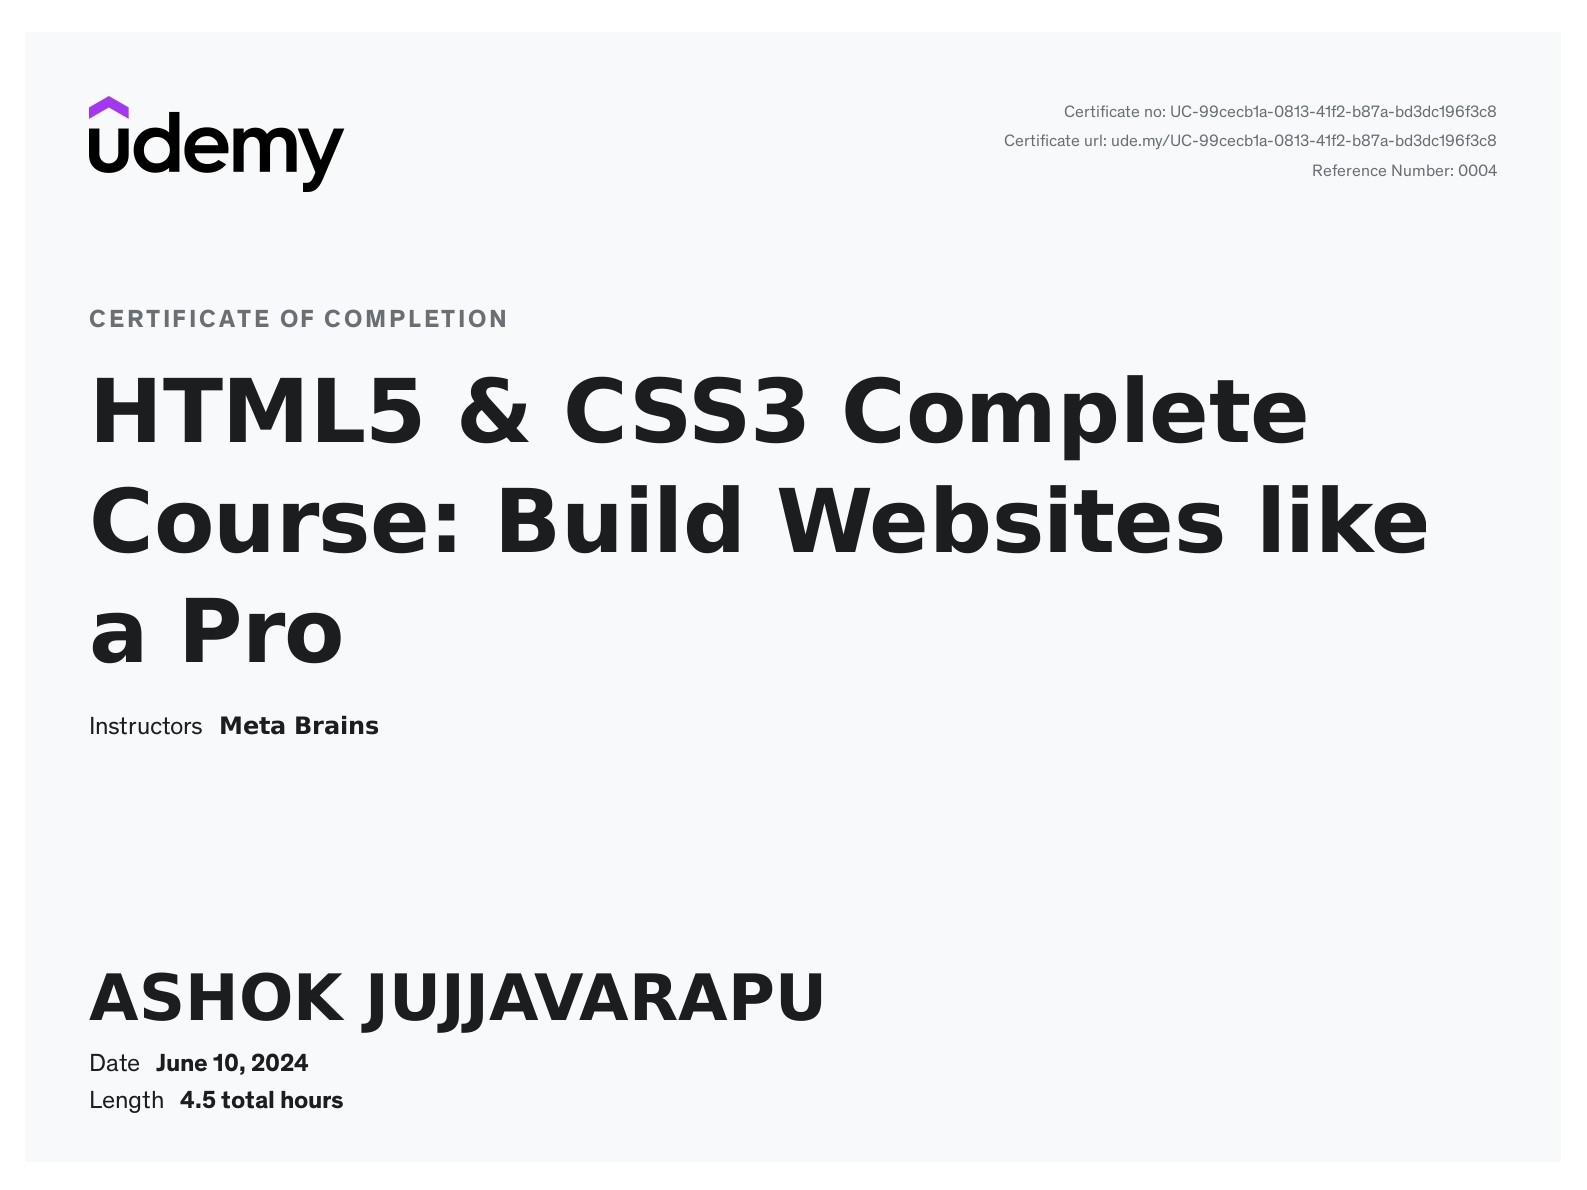 udemy
Certificate no: UC-99cecb1a-0813-41f2-b87a-bd3dc196f3c8
Certificate url: ude.my/UC-99cecb1a-0813-41f2-b87a-bd3dc196f3c8
Reference Number: 0004
CERTIFICATE OF COMPLETION
HTML5 & CSS3 Complete
Course: Build Websites like
a Pro
Instructors Meta Brains
ASHOK JUJJAVARAPU
Date June 10, 2024
Length 4.5 total hours